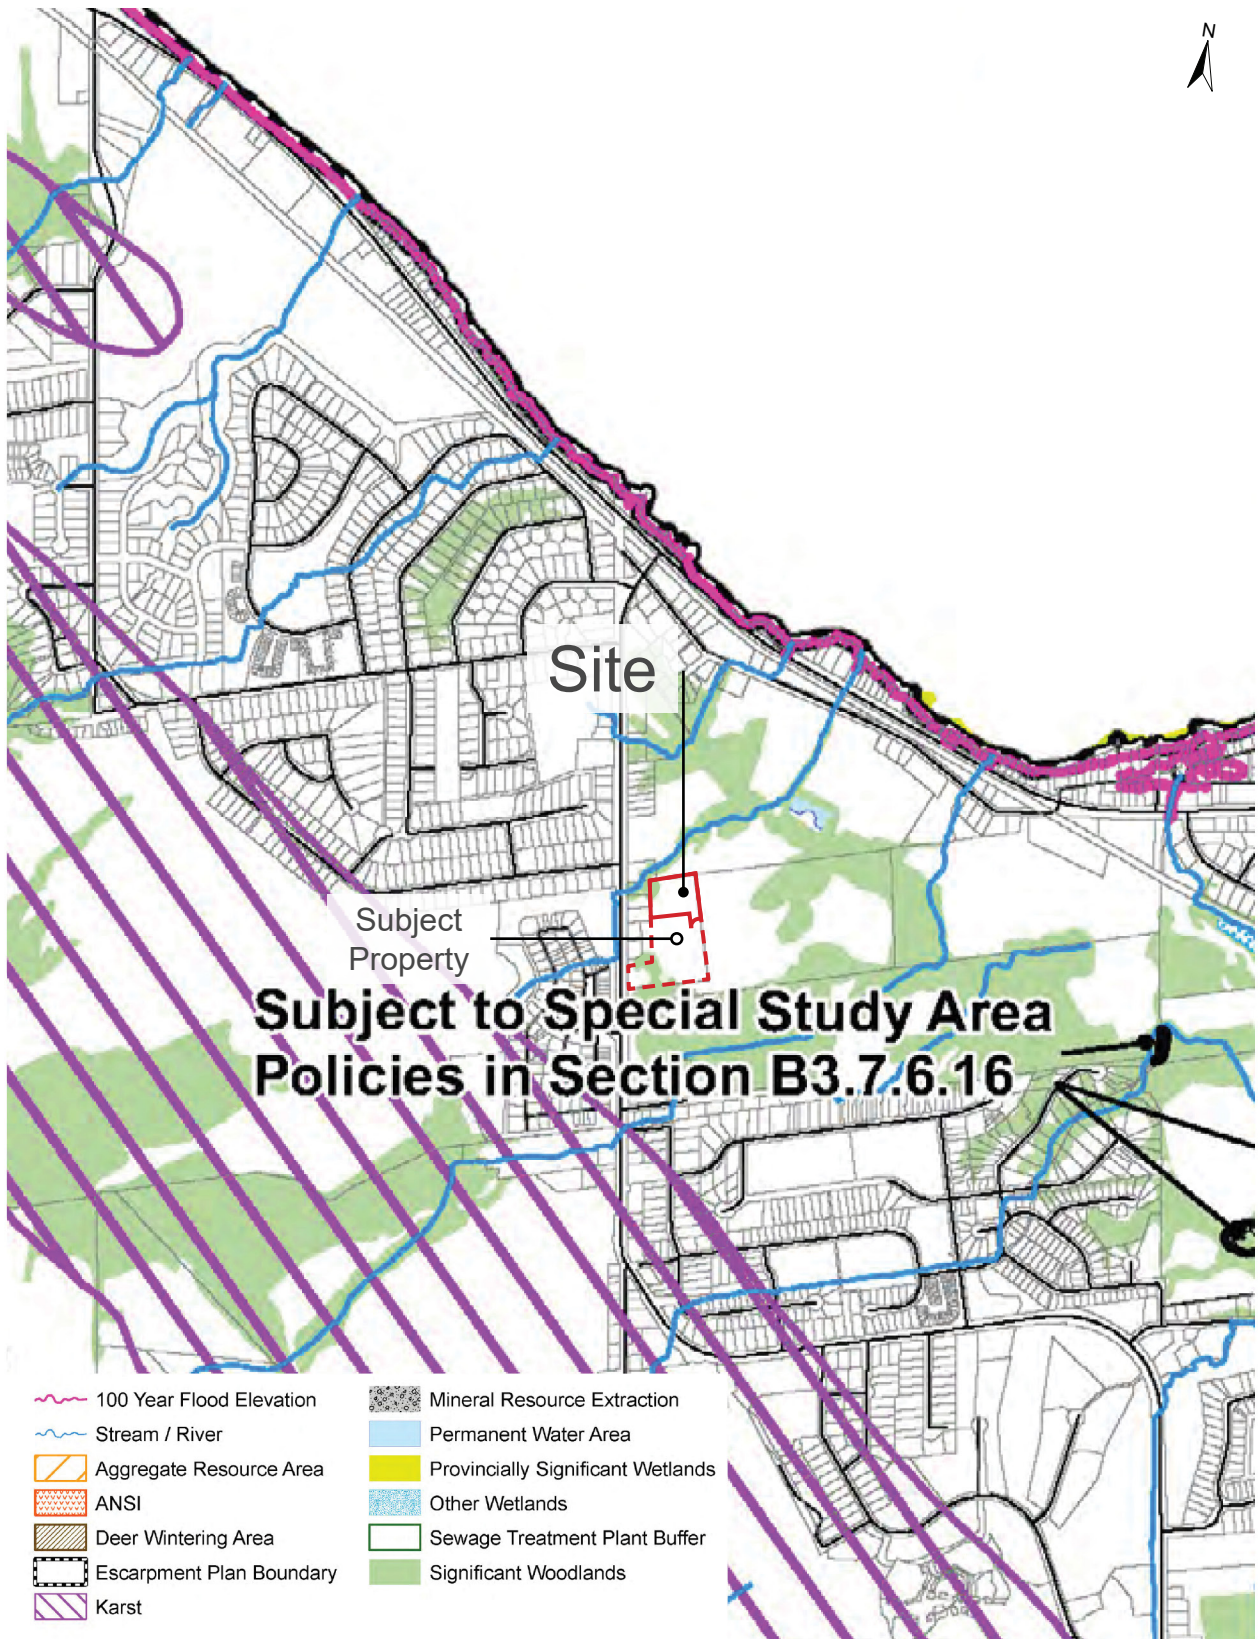 N
Site
Subject
Property
Subject to Special Study Area
Policies in Section B3.7.6.16
100 Year Flood Elevation
Stream / River
Aggregate Resource Area
ANSI
Deer Wintering Area
Escarpment Plan Boundary
Karst
Mineral Resource Extraction
Permanent Water Area
Provincially Significant Wetlands
Other Wetlands
Sewage Treatment Plant Buffer
Significant Woodlands